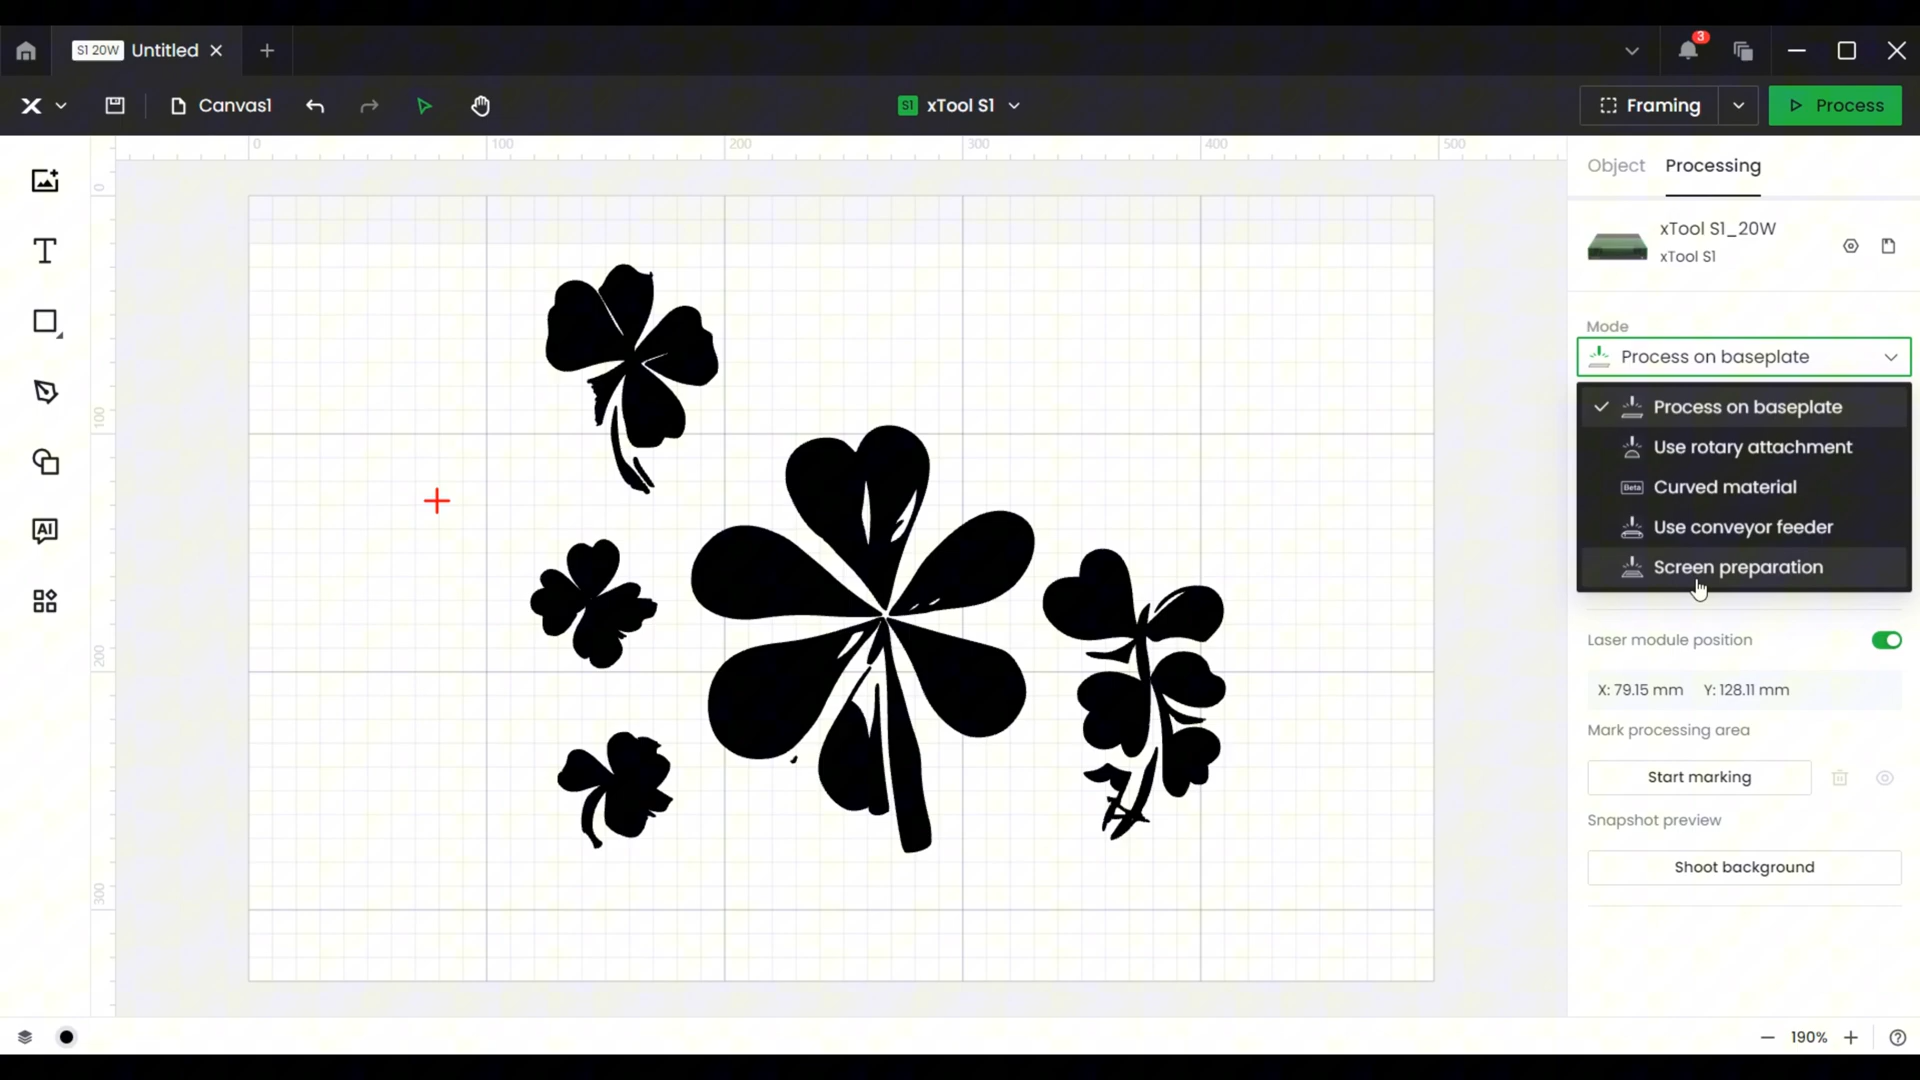 S1 20W Untitled
3
Canvas1
S1 xTool S1
Framing
Process
0 100 200 300 400 500
0
100
200
300
Object Processing
xTool S1_20W
xTool S1
Mode
Process on baseplate
Process on baseplate
Use rotary attachment
Beta Curved material
Use conveyor feeder
Screen preparation
Laser module position
X: 79.15 mm Y: 128.11 mm
Mark processing area
Start marking
Snapshot preview
Shoot background
AI
190%